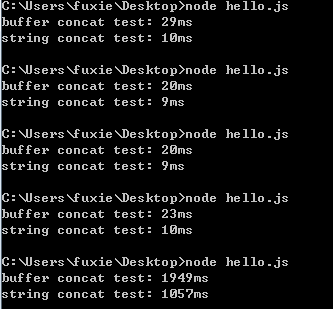 C:\Users\fuxie\Desktop>node hello.js
buffer concat test: 29ms
string concat test: 10ms
C:\Users\fuxie\Desktop>node hello.js
buffer concat test: 20ms
string concat test: 9ms
C:\Users\fuxie\Desktop>node hello.js
buffer concat test: 20ms
string concat test: 9ms
C:\Users\fuxie\Desktop>node hello.js
buffer concat test: 23ms
string concat test: 10ms
C:\Users\fuxie\Desktop>node hello.js
buffer concat test: 1949ms
string concat test: 1057ms